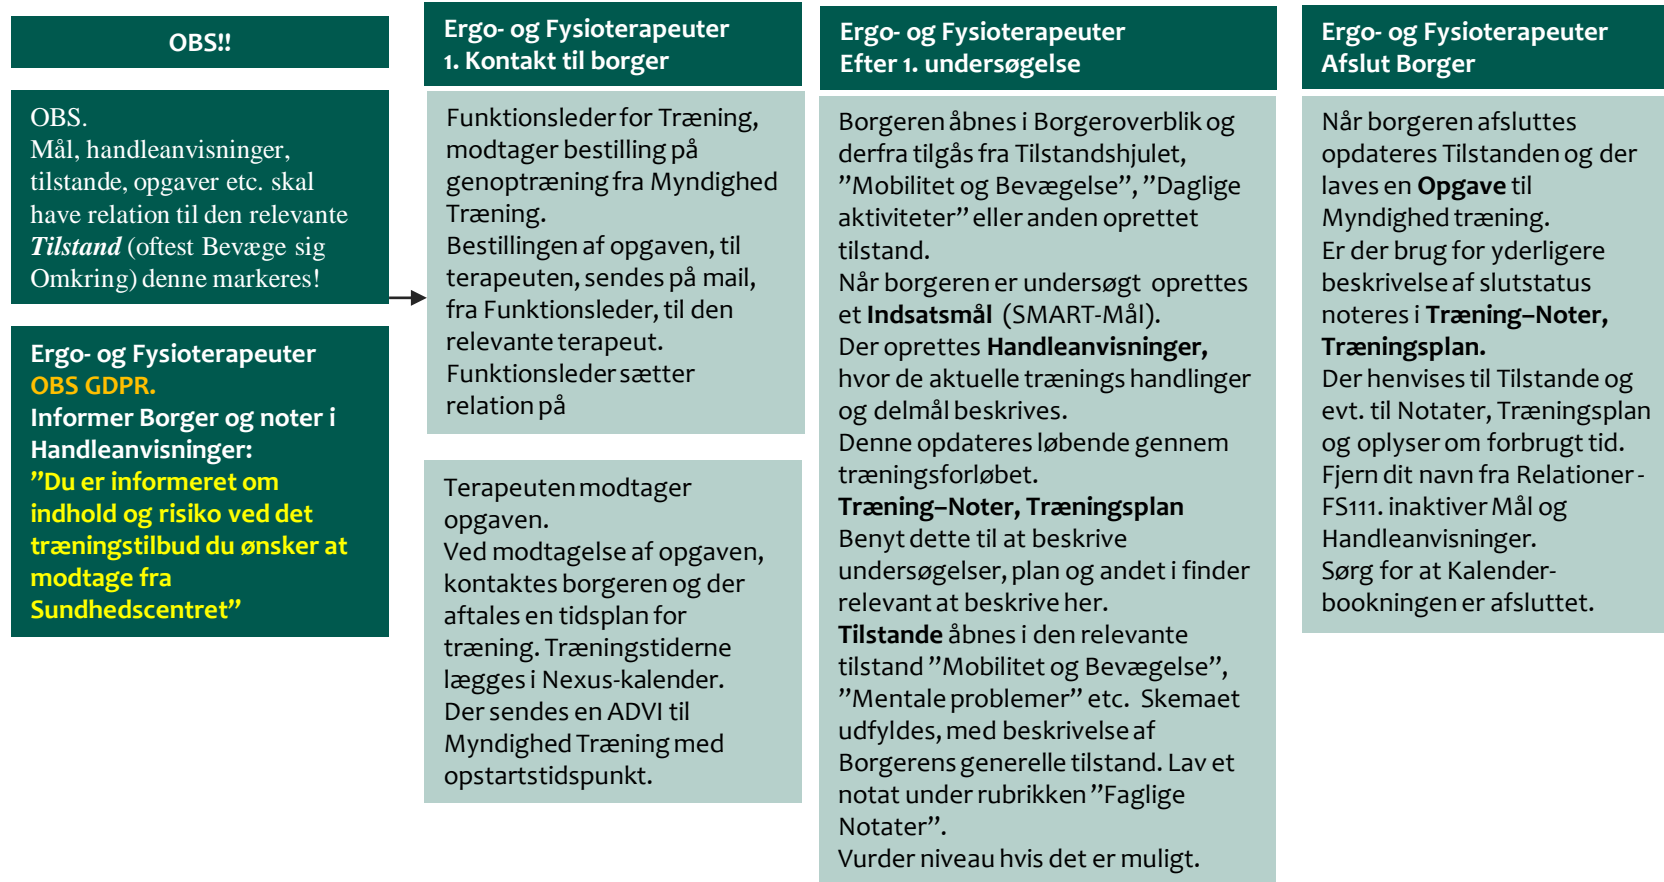 OBS!!
OBS.
Mål, handleanvisninger,
tilstande, opgaver etc. skal
have relation til den relevante
Tilstand (oftest Bevæge sig
Omkring) denne markeres!
Ergo- og Fysioterapeuter
OBS GDPR.
Informer Borger og noter i
Handleanvisninger:
”Du er informeret om
indhold og risiko ved det
træningstilbud du ønsker at
modtage fra
Sundhedscentret”
Ergo- og Fysioterapeuter
1. Kontakt til borger
Funktionsleder for Træning,
modtager bestilling på
genoptræning fra Myndighed
Træning.
Bestillingen af opgaven, til
terapeuten, sendes på mail,
fra Funktionsleder, til den
relevante terapeut.
Funktionsleder sætter
relation på
Terapeuten modtager
opgaven.
Ved modtagelse af opgaven,
kontaktes borgeren og der
aftales en tidsplan for
træning. Træningstiderne
lægges i Nexus-kalender.
Der sendes en ADVI til
Myndighed Træning med
opstartstidspunkt.
Ergo- og Fysioterapeuter
Efter 1. undersøgelse
Borgeren åbnes i Borgeroverblik og
derfra tilgås fra Tilstandshjulet,
”Mobilitet og Bevægelse”, ”Daglige
aktiviteter” eller anden oprettet
tilstand.
Når borgeren er undersøgt oprettes
et Indsatsmål (SMART-Mål).
Der oprettes Handleanvisninger,
hvor de aktuelle trænings handlinger
og delmål beskrives.
Denne opdateres løbende gennem
træningsforløbet.
Træning–Noter, Træningsplan
Benyt dette til at beskrive
undersøgelser, plan og andet i finder
relevant at beskrive her.
Tilstande åbnes i den relevante
tilstand ”Mobilitet og Bevægelse”,
”Mentale problemer” etc. Skemaet
udfyldes, med beskrivelse af
Borgerens generelle tilstand. Lav et
notat under rubrikken ”Faglige
Notater”.
Vurder niveau hvis det er muligt.
Ergo- og Fysioterapeuter
Afslut Borger
Når borgeren afsluttes
opdateres Tilstanden og der
laves en Opgave til
Myndighed træning.
Er der brug for yderligere
beskrivelse af slutstatus
noteres i Træning–Noter,
Træningsplan.
Der henvises til Tilstande og
evt. til Notater, Træningsplan
og oplyser om forbrugt tid.
Fjern dit navn fra Relationer -
FS111. inaktiver Mål og
Handleanvisninger.
Sørg for at Kalender-
bookningen er afsluttet.